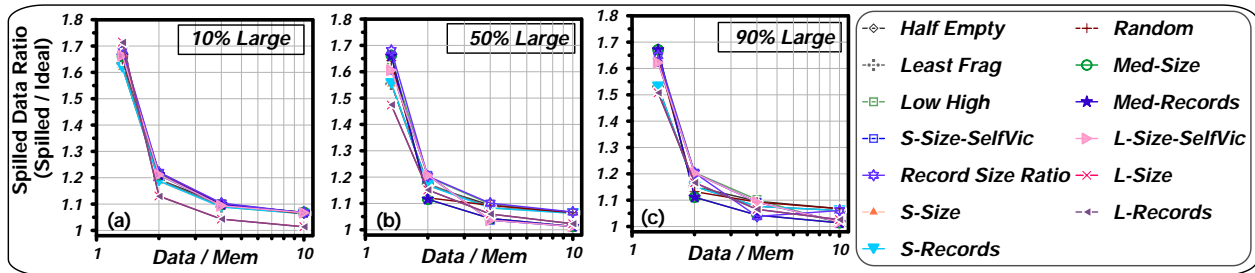 Spilled Data Ratio
(Spilled / Ideal)
1.8
1.7
1.6
1.5
1.4
1.3
1.2
1.1
1
10% Large
(a)
1
10
Data / Mem
1.8
1.7
1.6
1.5
1.4
1.3
1.2
1.1
1
50% Large
(b)
1
10
Data / Mem
1.8
1.7
1.6
1.5
1.4
1.3
1.2
1.1
1
90% Large
(c)
1
10
Data / Mem
Half Empty
Least Frag
Low High
S-Size-SelfVic
Record Size Ratio
S-Size
S-Records
Random
Med-Size
Med-Records
L-Size-SelfVic
L-Size
L-Records